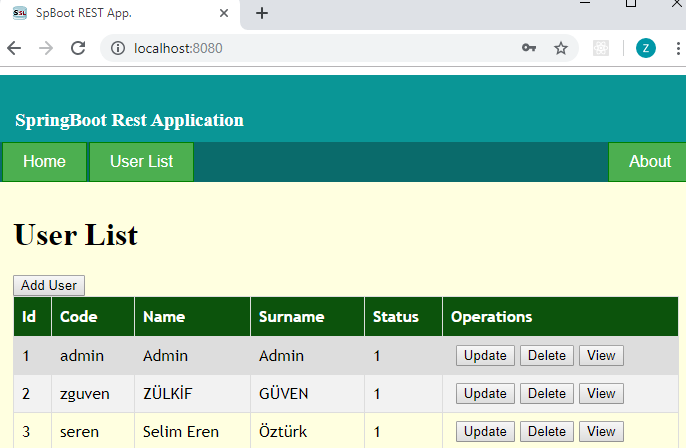 SpBoot REST App.
localhost:8080
Z
SpringBoot Rest Application
Home User List About
User List
Add User
Id Code Name Surname Status Operations
1 admin Admin Admin 1 Update Delete View
2 zguven ZÜLKİF GÜVEN 1 Update Delete View
3 seren Selim Eren Öztürk 1 Update Delete View